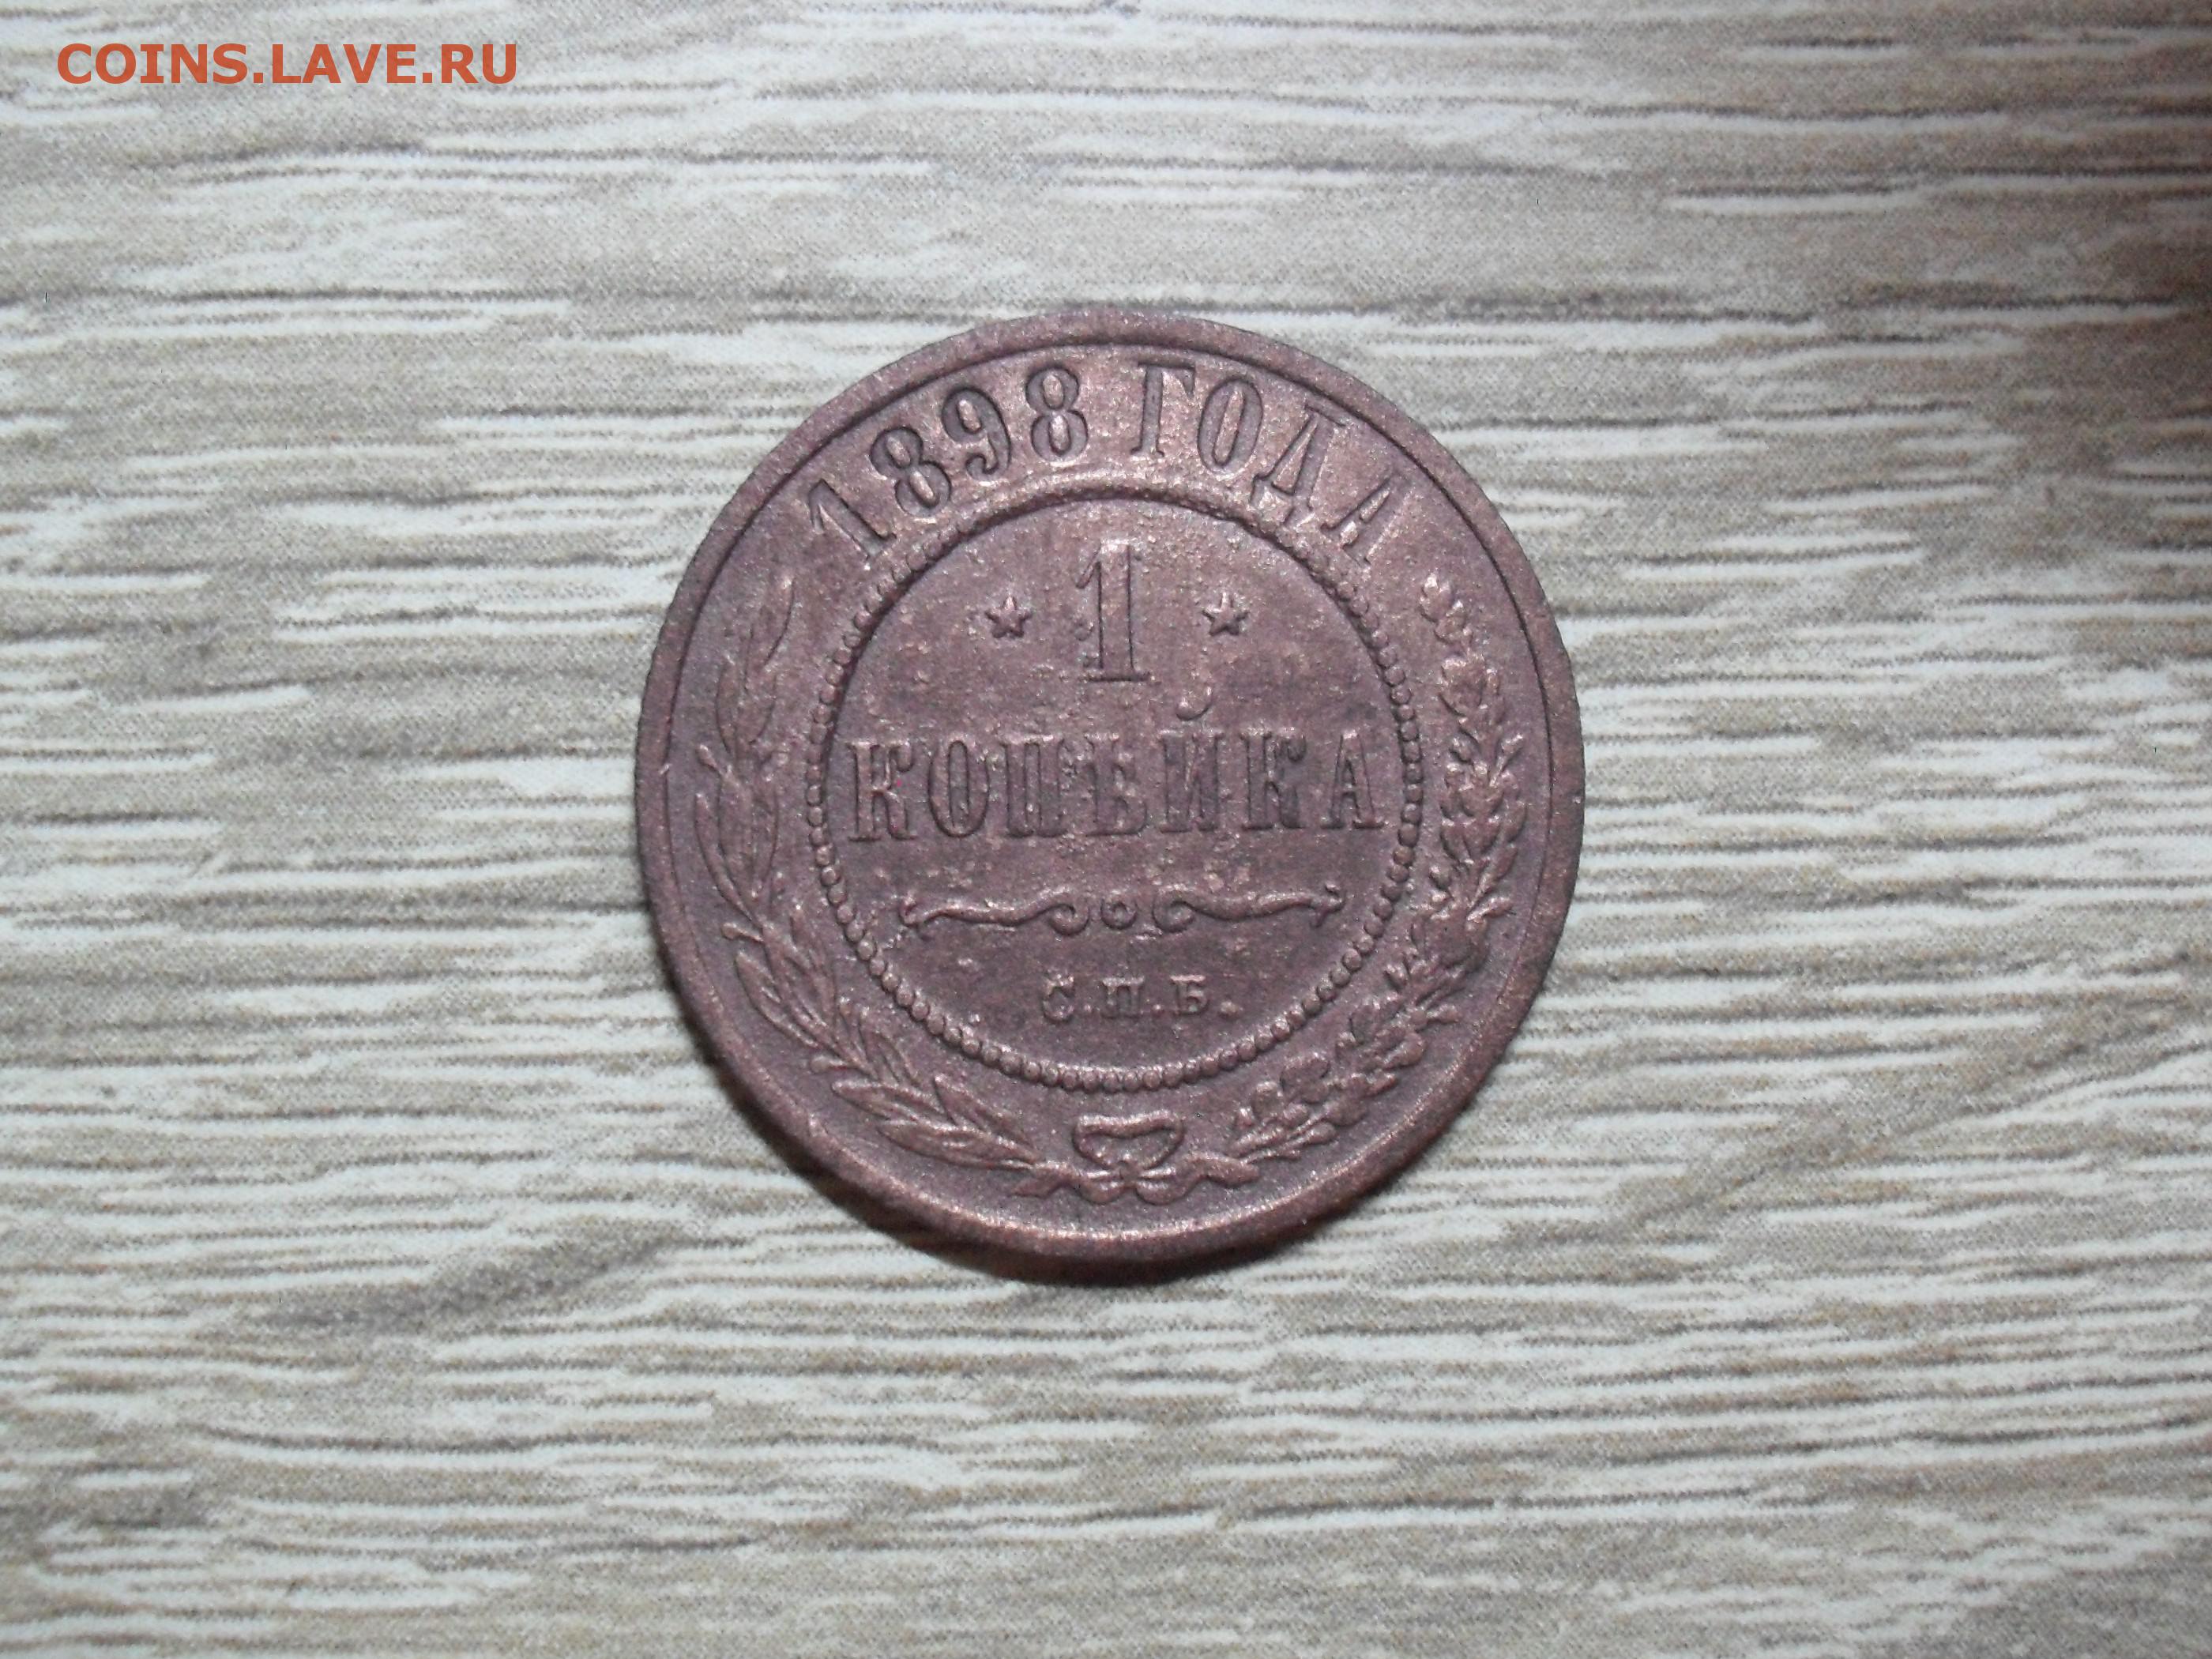 COINS.LAVE.RU
1898 ГОДА
1
КОПѢЙКА
С.П.Б.